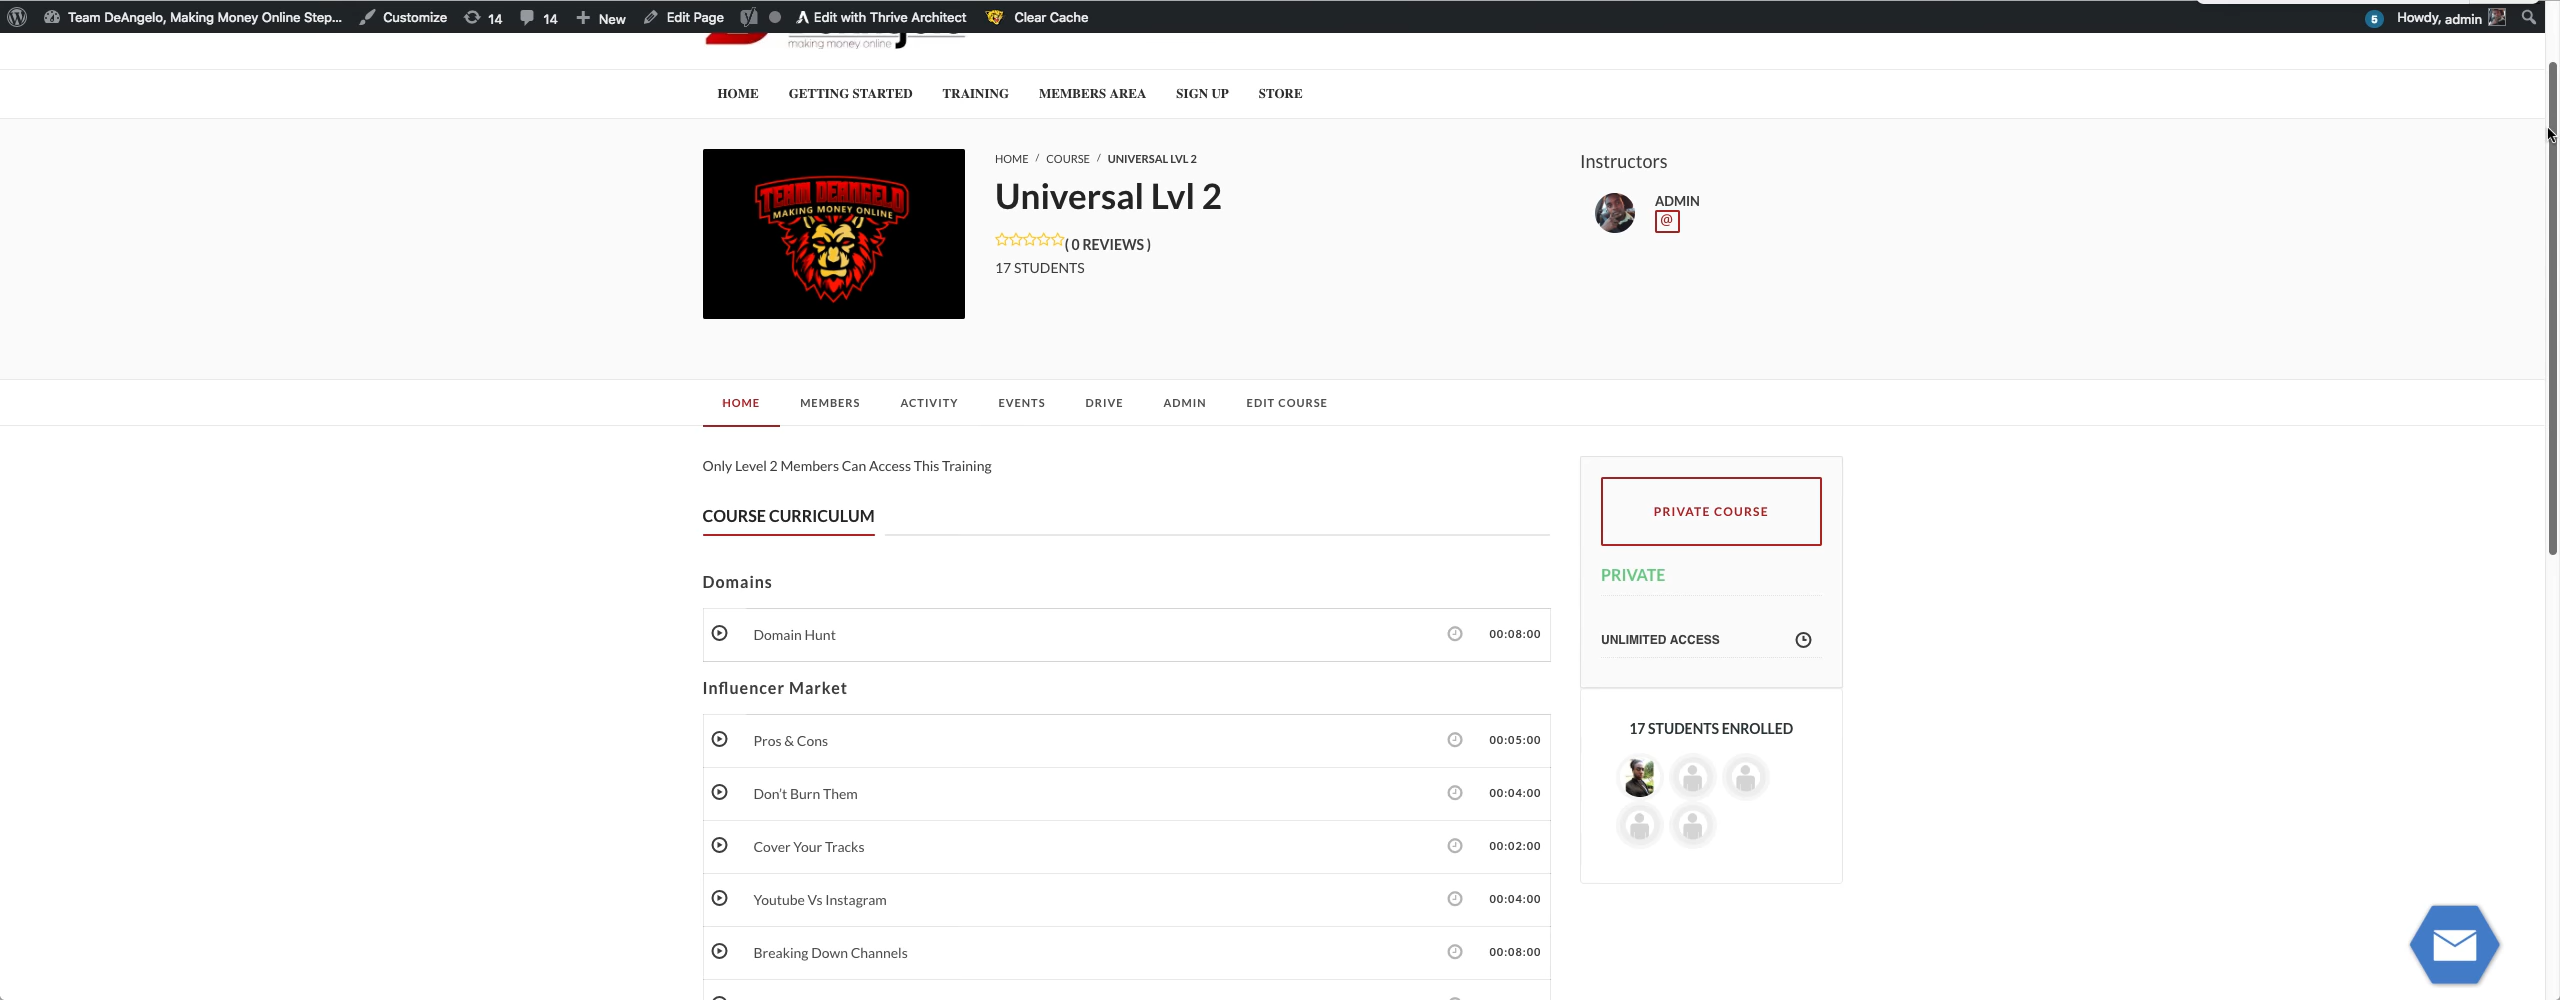 Team DeAngelo, Making Money Online Step... Customize 14 14 New Edit Page Edit with Thrive Architect Clear Cache 5 Howdy, admin
making money online
HOME GETTING STARTED TRAINING MEMBERS AREA SIGN UP STORE
TEAM DEANGELO
MAKING MONEY ONLINE
HOME / COURSE / UNIVERSAL LVL 2
Universal Lvl 2
( 0 REVIEWS )
17 STUDENTS
Instructors
ADMIN
@
HOME MEMBERS ACTIVITY EVENTS DRIVE ADMIN EDIT COURSE
Only Level 2 Members Can Access This Training
COURSE CURRICULUM
Domains
Domain Hunt 00:08:00
Influencer Market
Pros & Cons 00:05:00
Don't Burn Them 00:04:00
Cover Your Tracks 00:02:00
Youtube Vs Instagram 00:04:00
Breaking Down Channels 00:08:00
PRIVATE COURSE
PRIVATE
UNLIMITED ACCESS
17 STUDENTS ENROLLED